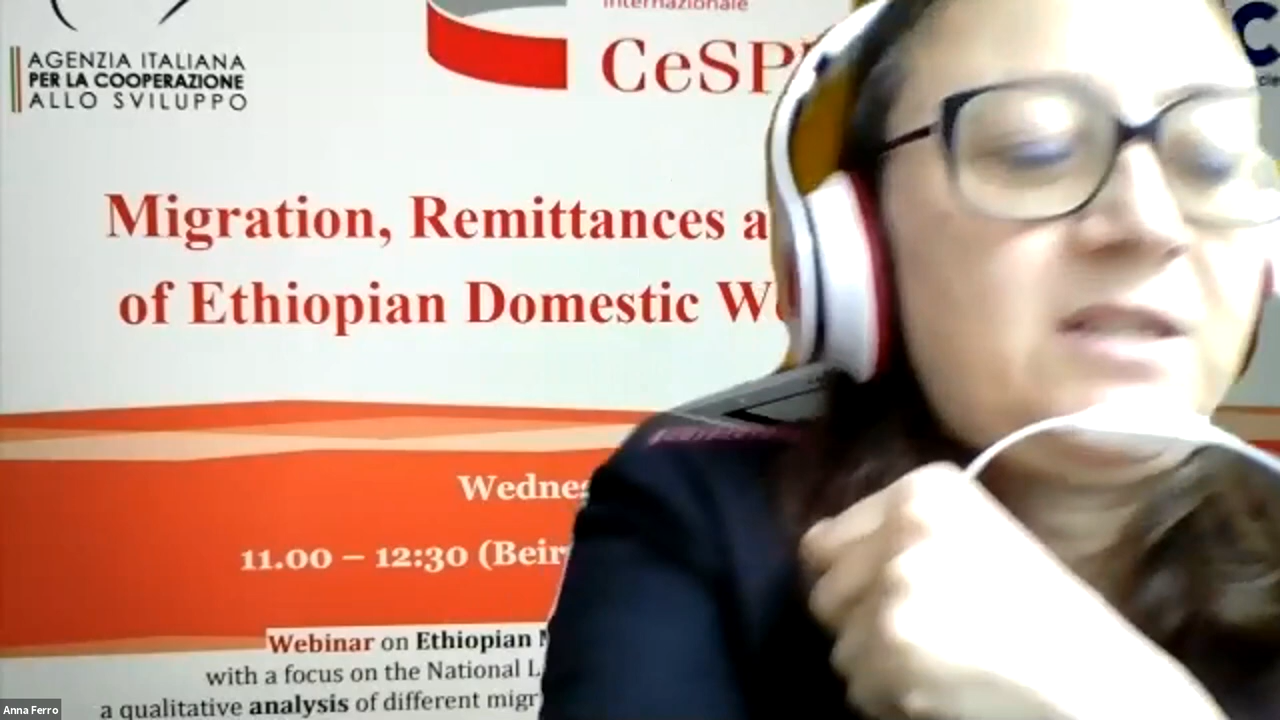 internazionale
AGENZIA ITALIANA
PER LA COOPERAZIONE
ALLO SVILUPPO
CeSP
C
Migration, Remittances a
of Ethiopian Domestic W
Wednes
11.00 – 12:30 (Beir
Webinar on Ethiopian
with a focus on the National L
a qualitative analysis of different migr
Anna Ferro